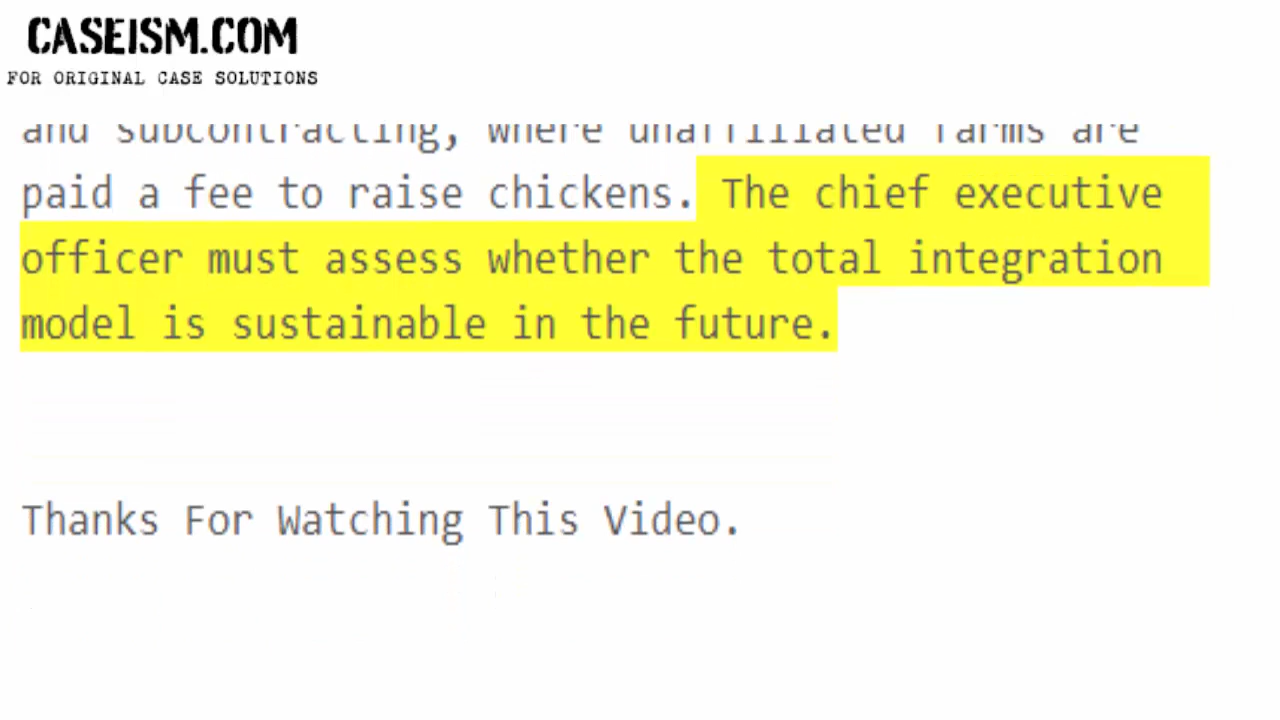 CASEISM.COM
FOR ORIGINAL CASE SOLUTIONS
and subcontracting, where unaffiliated farms are
paid a fee to raise chickens. The chief executive
officer must assess whether the total integration
model is sustainable in the future.
Thanks For Watching This Video.